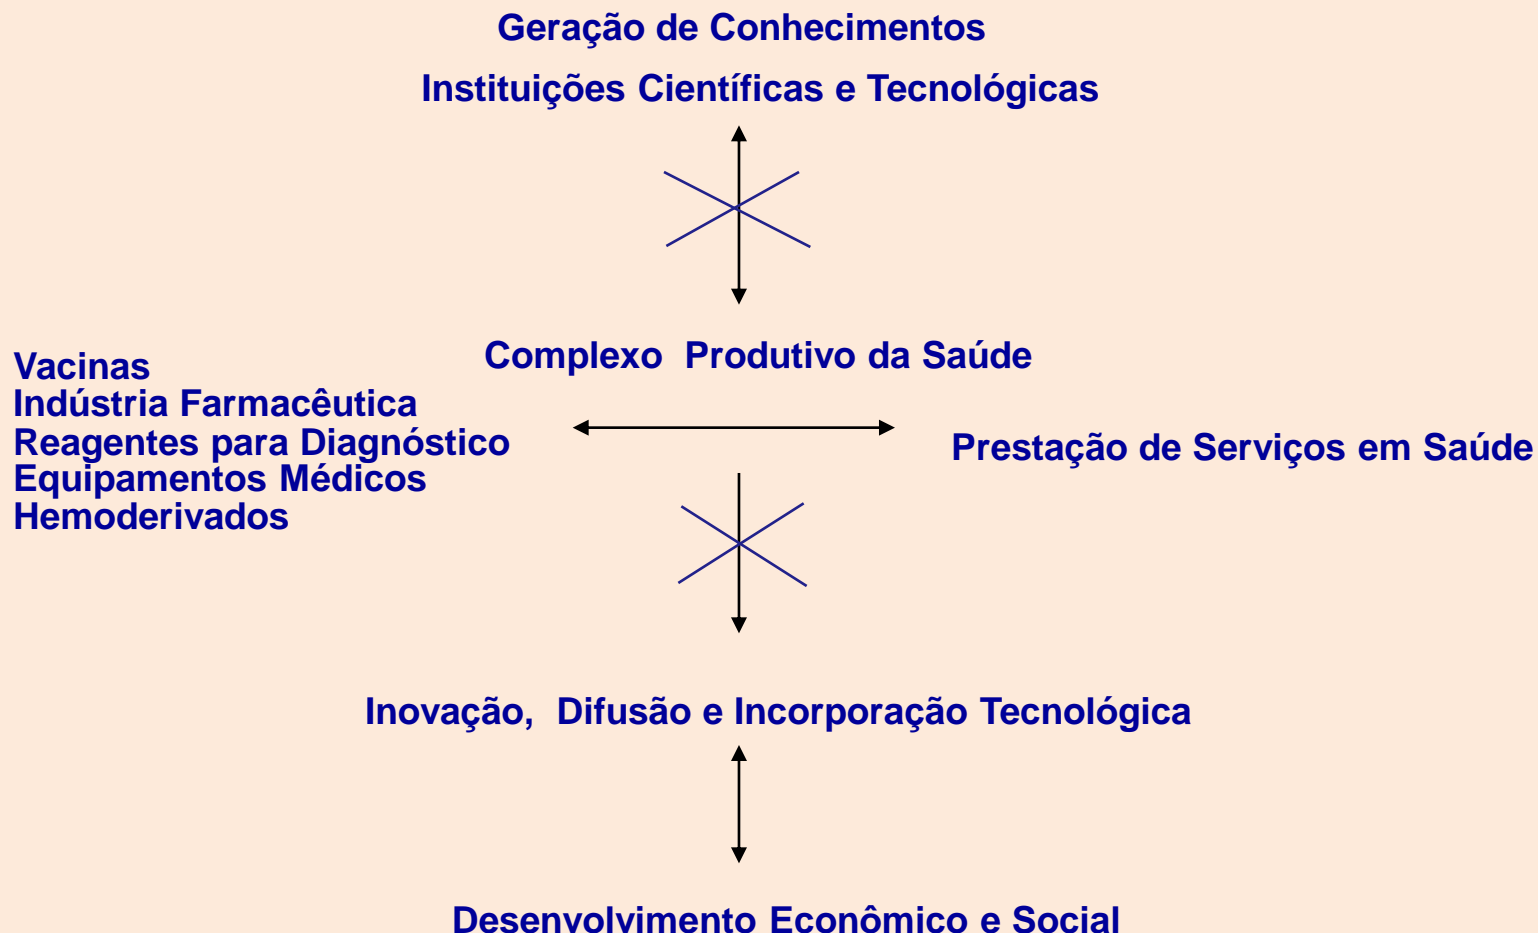 Geração de Conhecimentos
Instituições Científicas e Tecnológicas
Complexo Produtivo da Saúde
Vacinas
Indústria Farmacêutica
Reagentes para Diagnóstico
Equipamentos Médicos
Hemoderivados
Prestação de Serviços em Saúde
Inovação, Difusão e Incorporação Tecnológica
Desenvolvimento Econômico e Social